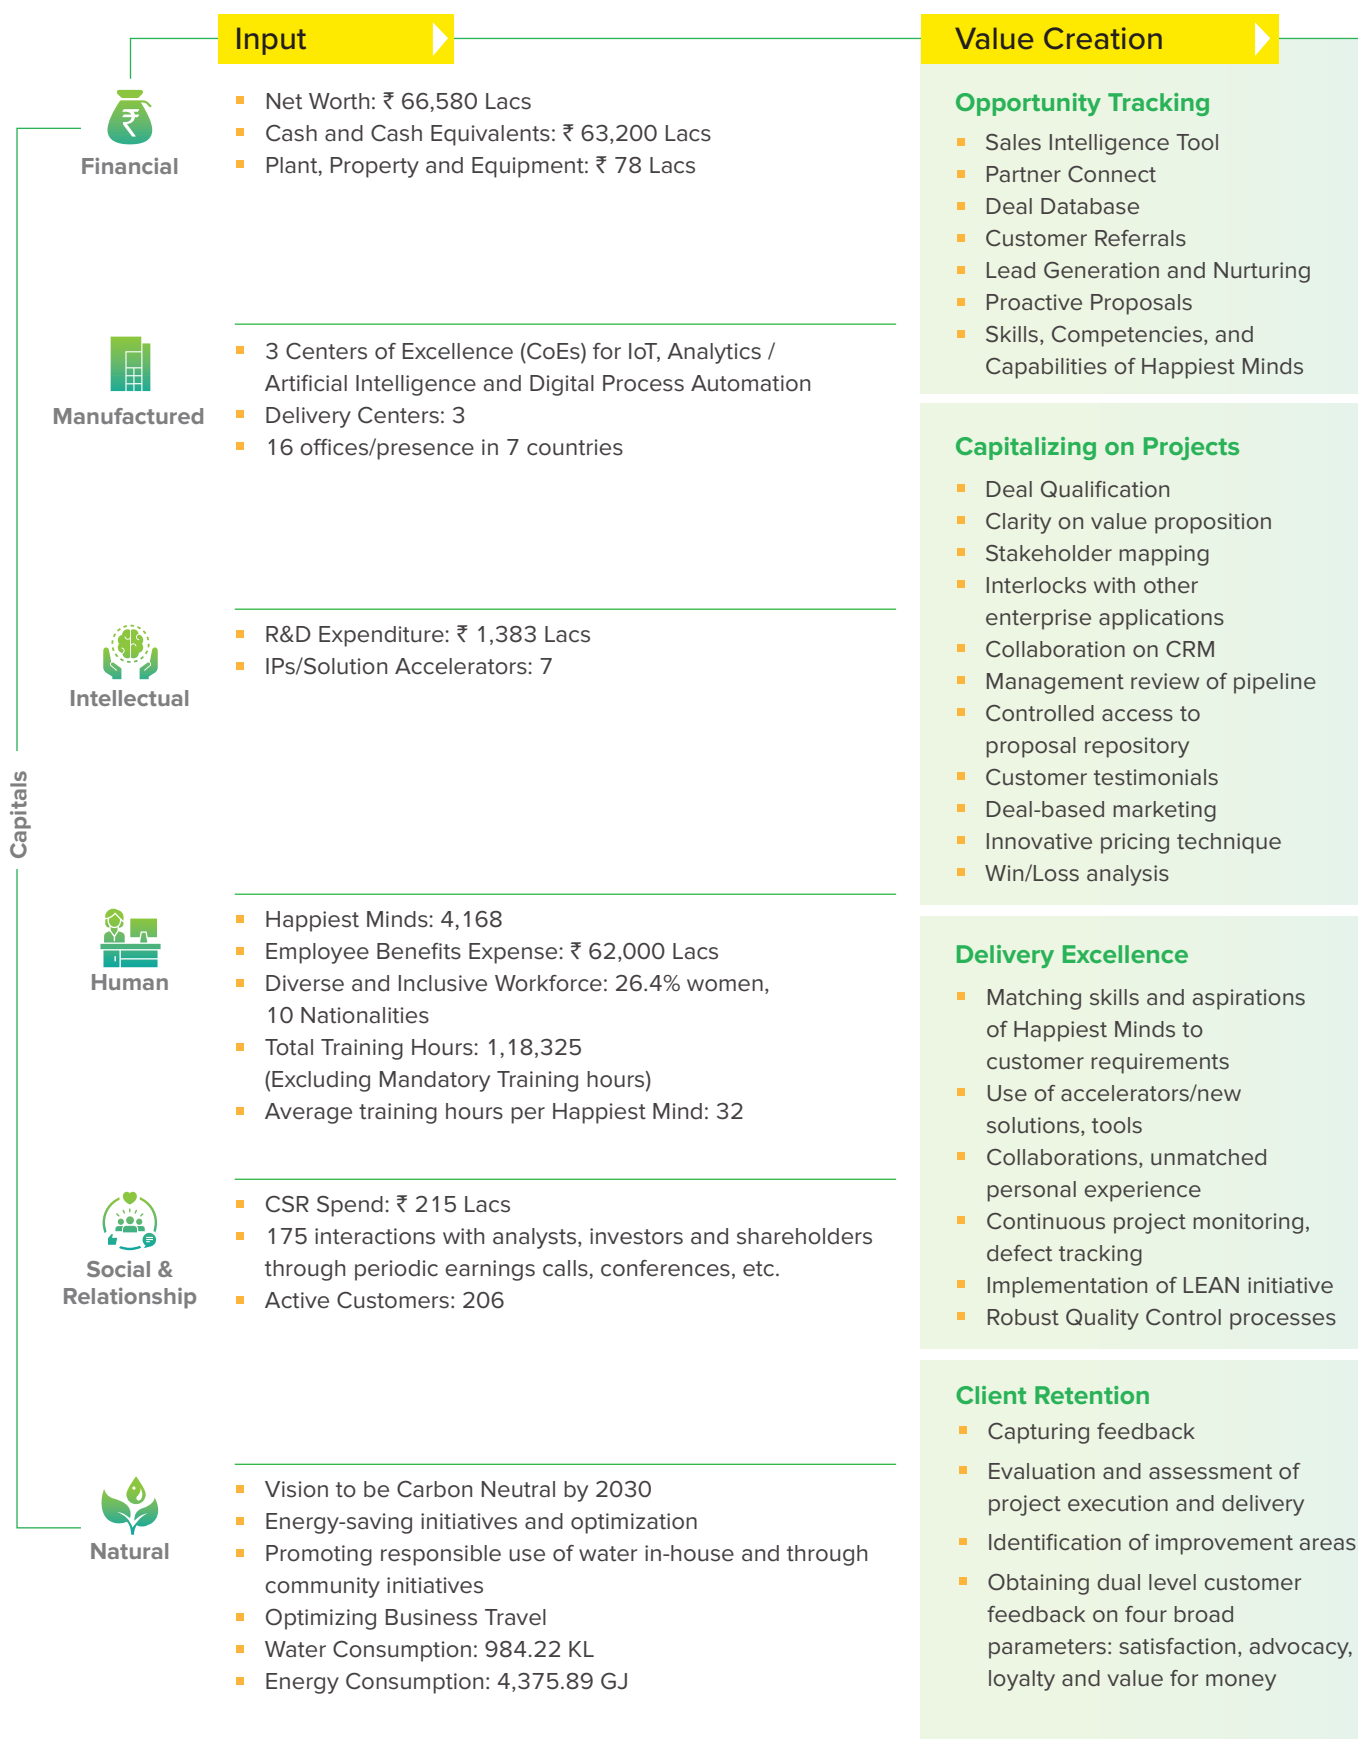 Input
Financial
Net Worth: ₹ 66,580 Lacs
Cash and Cash Equivalents: ₹ 63,200 Lacs
Plant, Property and Equipment: ₹ 78 Lacs
Manufactured
3 Centers of Excellence (CoEs) for IoT, Analytics /
Artificial Intelligence and Digital Process Automation
Delivery Centers: 3
16 offices/presence in 7 countries
Intellectual
R&D Expenditure: ₹ 1,383 Lacs
IPs/Solution Accelerators: 7
Capitals
Human
Happiest Minds: 4,168
Employee Benefits Expense: ₹ 62,000 Lacs
Diverse and Inclusive Workforce: 26.4% women,
10 Nationalities
Total Training Hours: 1,18,325
(Excluding Mandatory Training hours)
Average training hours per Happiest Mind: 32
Social &
Relationship
CSR Spend: ₹ 215 Lacs
175 interactions with analysts, investors and shareholders
through periodic earnings calls, conferences, etc.
Active Customers: 206
Natural
Vision to be Carbon Neutral by 2030
Energy-saving initiatives and optimization
Promoting responsible use of water in-house and through
community initiatives
Optimizing Business Travel
Water Consumption: 984.22 KL
Energy Consumption: 4,375.89 GJ
Value Creation
Opportunity Tracking
Sales Intelligence Tool
Partner Connect
Deal Database
Customer Referrals
Lead Generation and Nurturing
Proactive Proposals
Skills, Competencies, and
Capabilities of Happiest Minds
Capitalizing on Projects
Deal Qualification
Clarity on value proposition
Stakeholder mapping
Interlocks with other
enterprise applications
Collaboration on CRM
Management review of pipeline
Controlled access to
proposal repository
Customer testimonials
Deal-based marketing
Innovative pricing technique
Win/Loss analysis
Delivery Excellence
Matching skills and aspirations
of Happiest Minds to
customer requirements
Use of accelerators/new
solutions, tools
Collaborations, unmatched
personal experience
Continuous project monitoring,
defect tracking
Implementation of LEAN initiative
Robust Quality Control processes
Client Retention
Capturing feedback
Evaluation and assessment of
project execution and delivery
Identification of improvement areas
Obtaining dual level customer
feedback on four broad
parameters: satisfaction, advocacy,
loyalty and value for money